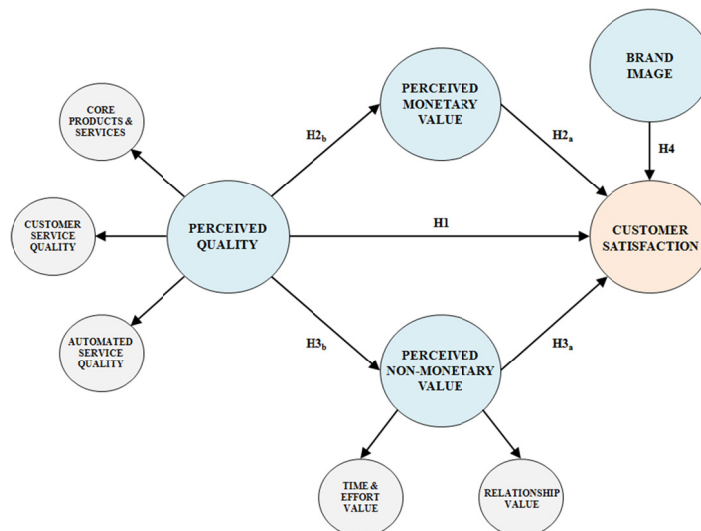 BRAND
IMAGE
PERCEIVED
MONETARY
VALUE
CORE
PRODUCTS &
SERVICES
H2b
H2a
H4
CUSTOMER
SERVICE
QUALITY
PERCEIVED
QUALITY
H1
CUSTOMER
SATISFACTION
AUTOMATED
SERVICE
QUALITY
H3b
PERCEIVED
NON-MONETARY
VALUE
H3a
TIME &
EFFORT
VALUE
RELATIONSHIP
VALUE